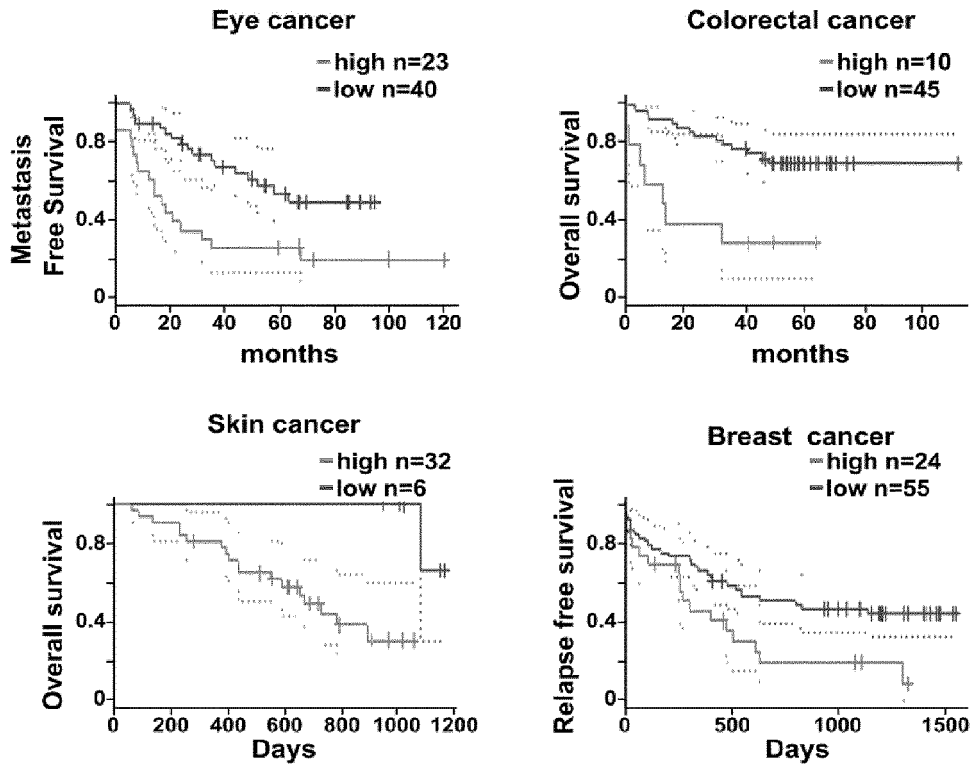 Eye cancer
high n=23
low n=40
Metastasis
Free Survival
0.8
0.4
0
0 20 40 60 80 100 120
months
Colorectal cancer
high n=10
low n=45
Overall survival
0.8
0.4
0
0 20 40 60 80 100
months
Skin cancer
high n=32
low n=6
Overall survival
0.8
0.4
0
0 200 400 600 800 1000 1200
Days
Breast cancer
high n=24
low n=55
Relapse free survival
0.8
0.4
0
0 500 1000 1500
Days